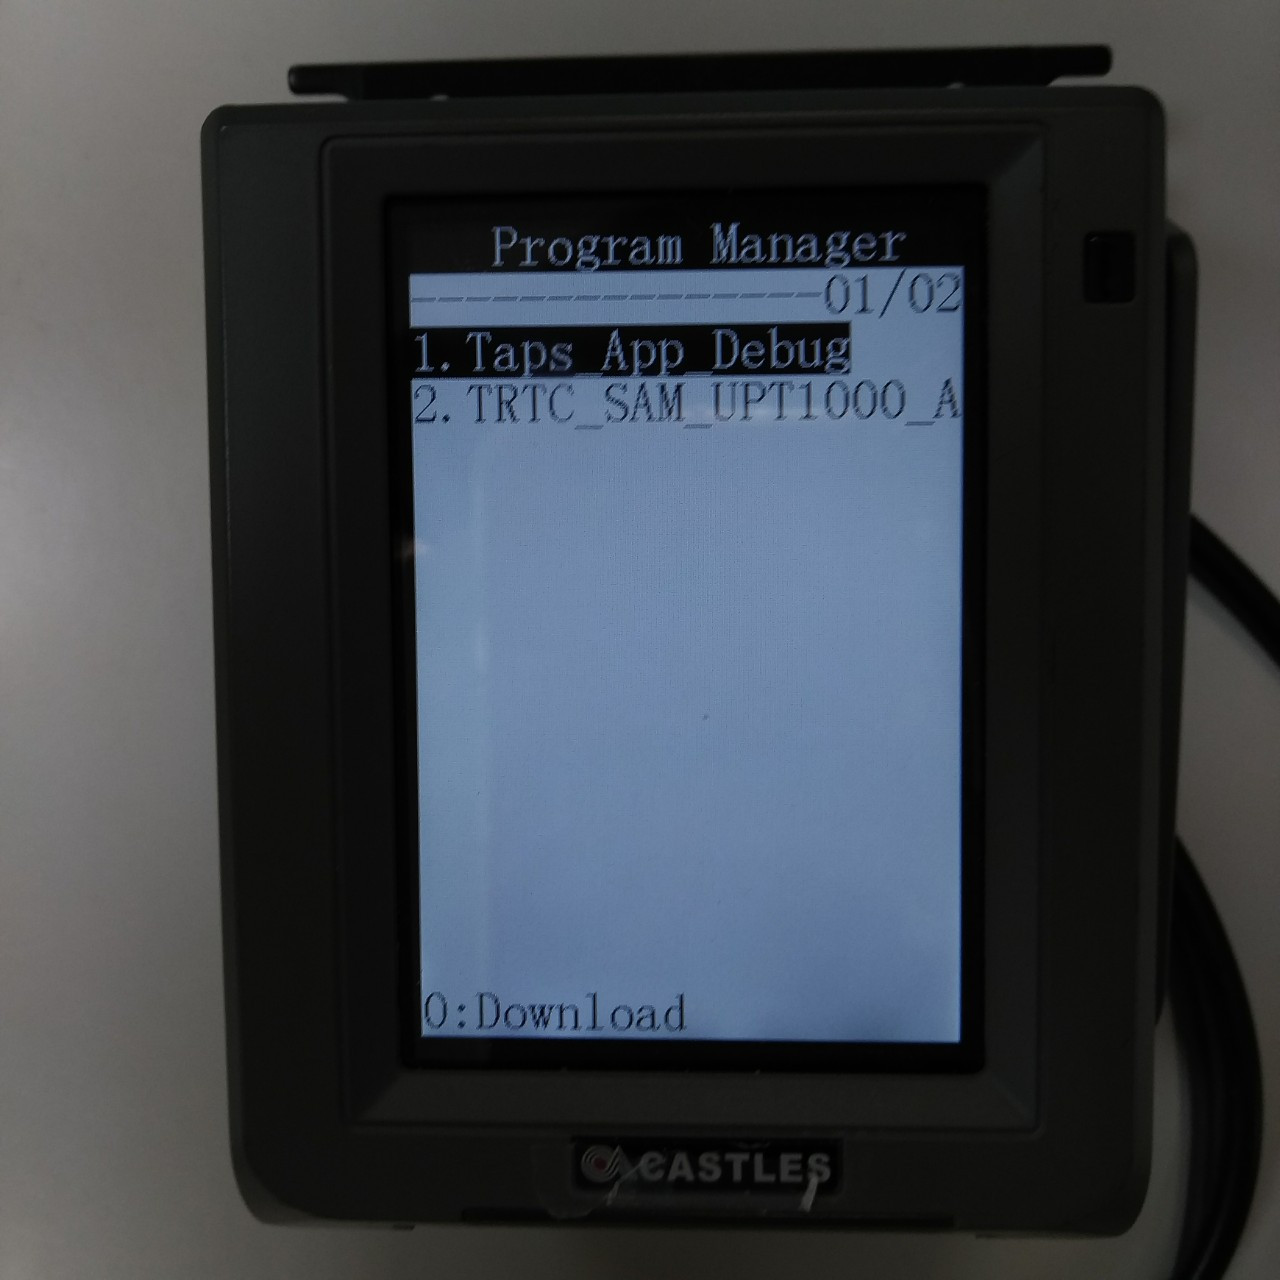 Program Manager
---------------01/02
1.Taps_App_Debug
2.TRTC_SAM_UPT1000_A
0:Download
CASTLES